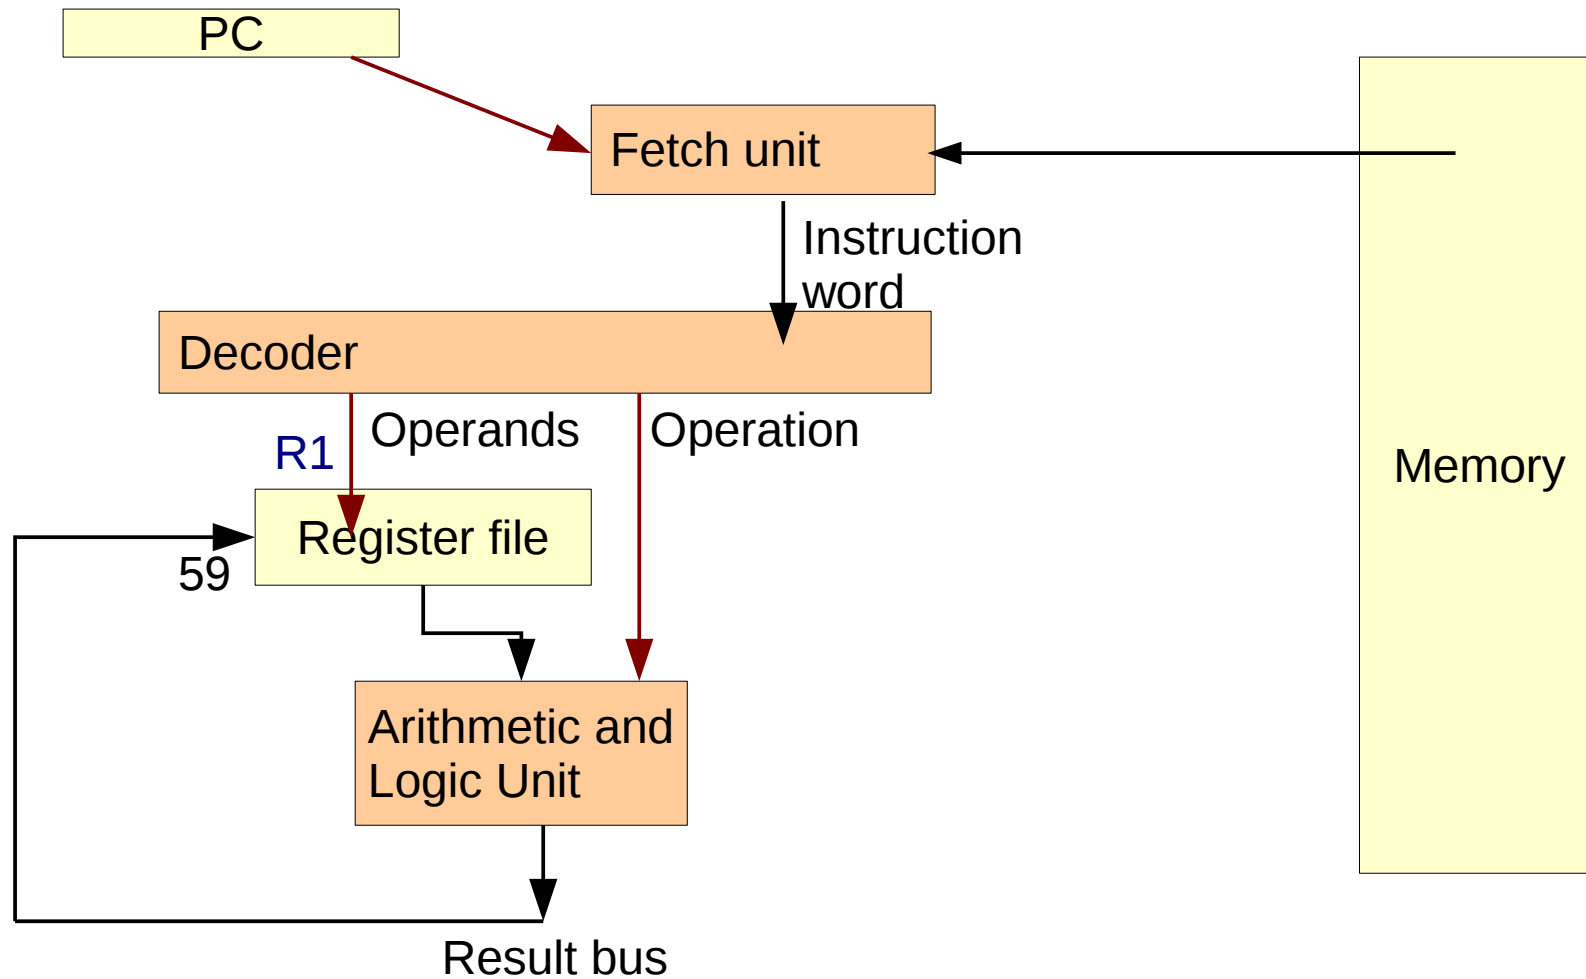 PC
Fetch unit
Instruction
word
Decoder
Operands
Operation
R1
Memory
Register file
59
Arithmetic and
Logic Unit
Result bus